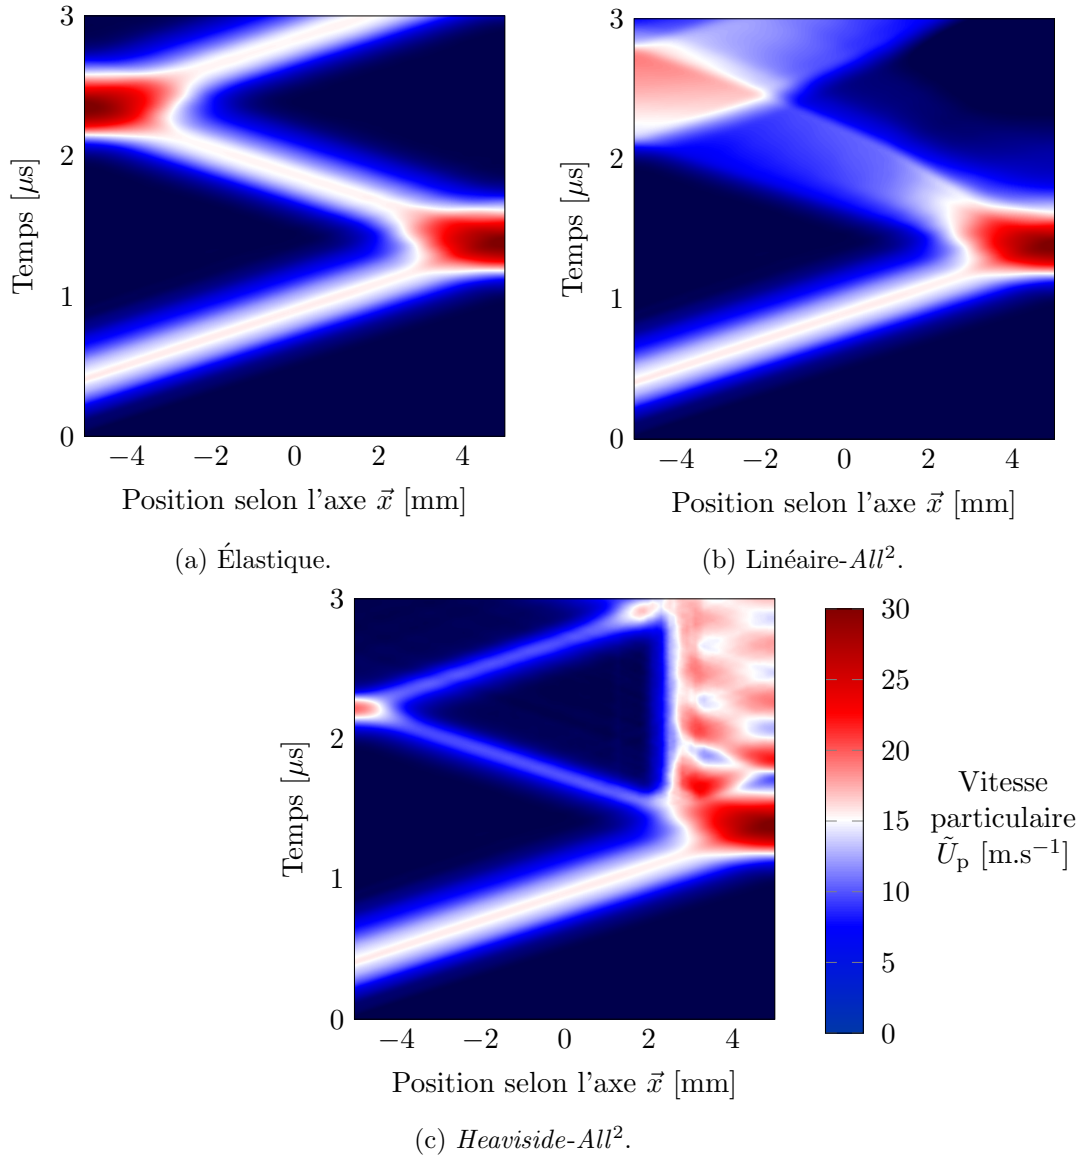 3
2
1
0
Temps [μs]
−4 −2 0 2 4
Position selon l'axe x⃗ [mm]
(a) Élastique.
3
2
1
0
Temps [μs]
−4 −2 0 2 4
Position selon l'axe x⃗ [mm]
(b) Linéaire-All².
3
2
1
0
Temps [μs]
−4 −2 0 2 4
Position selon l'axe x⃗ [mm]
30
25
20
15
10
5
0
Vitesse
particulaire
Ũp [m.s⁻¹]
(c) Heaviside-All².